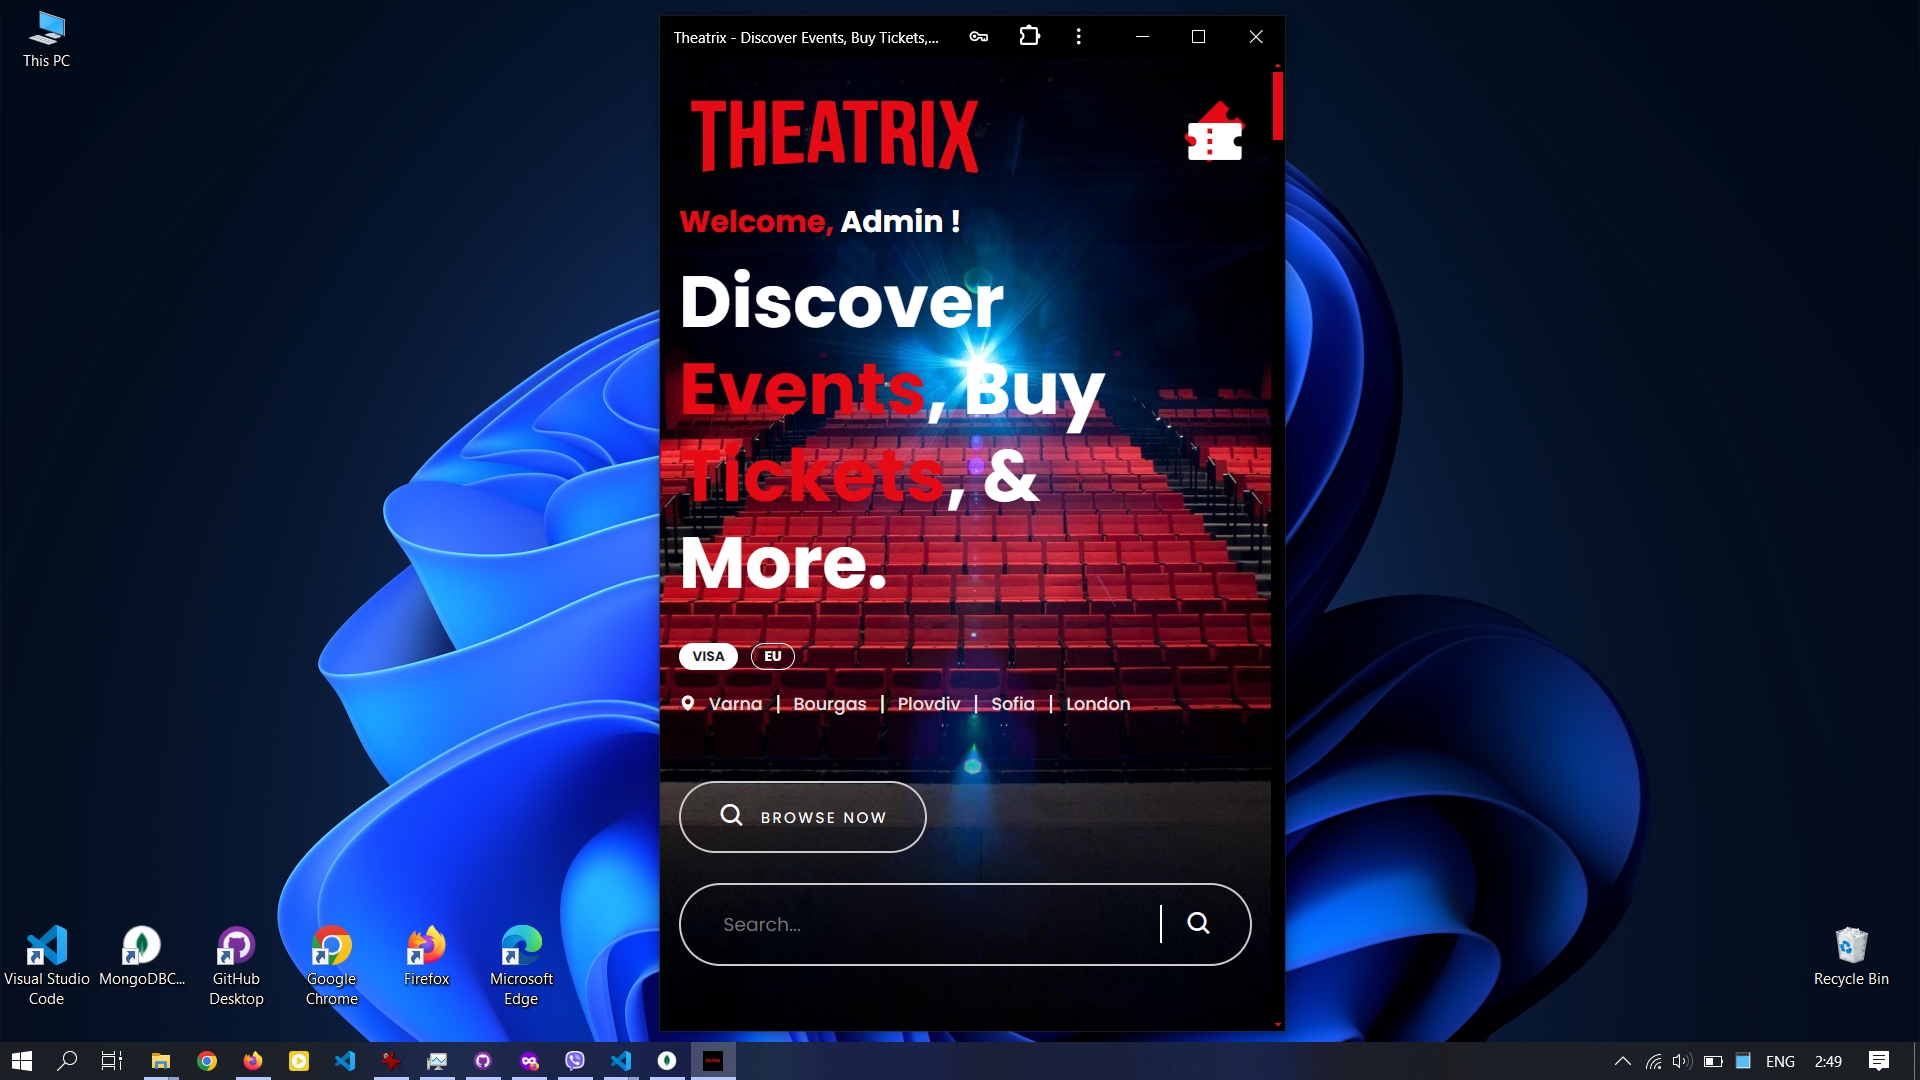 This PC
Theatrix - Discover Events, Buy Tickets,...
THEATRIX
Welcome, Admin !
Discover
Events, Buy
Tickets, &
More.
VISA EU
Varna | Bourgas | Plovdiv | Sofia | London
BROWSE NOW
Search...
Visual Studio
Code
MongoDBC...
GitHub
Desktop
Google
Chrome
Firefox
Microsoft
Edge
Recycle Bin
ENG 2:49